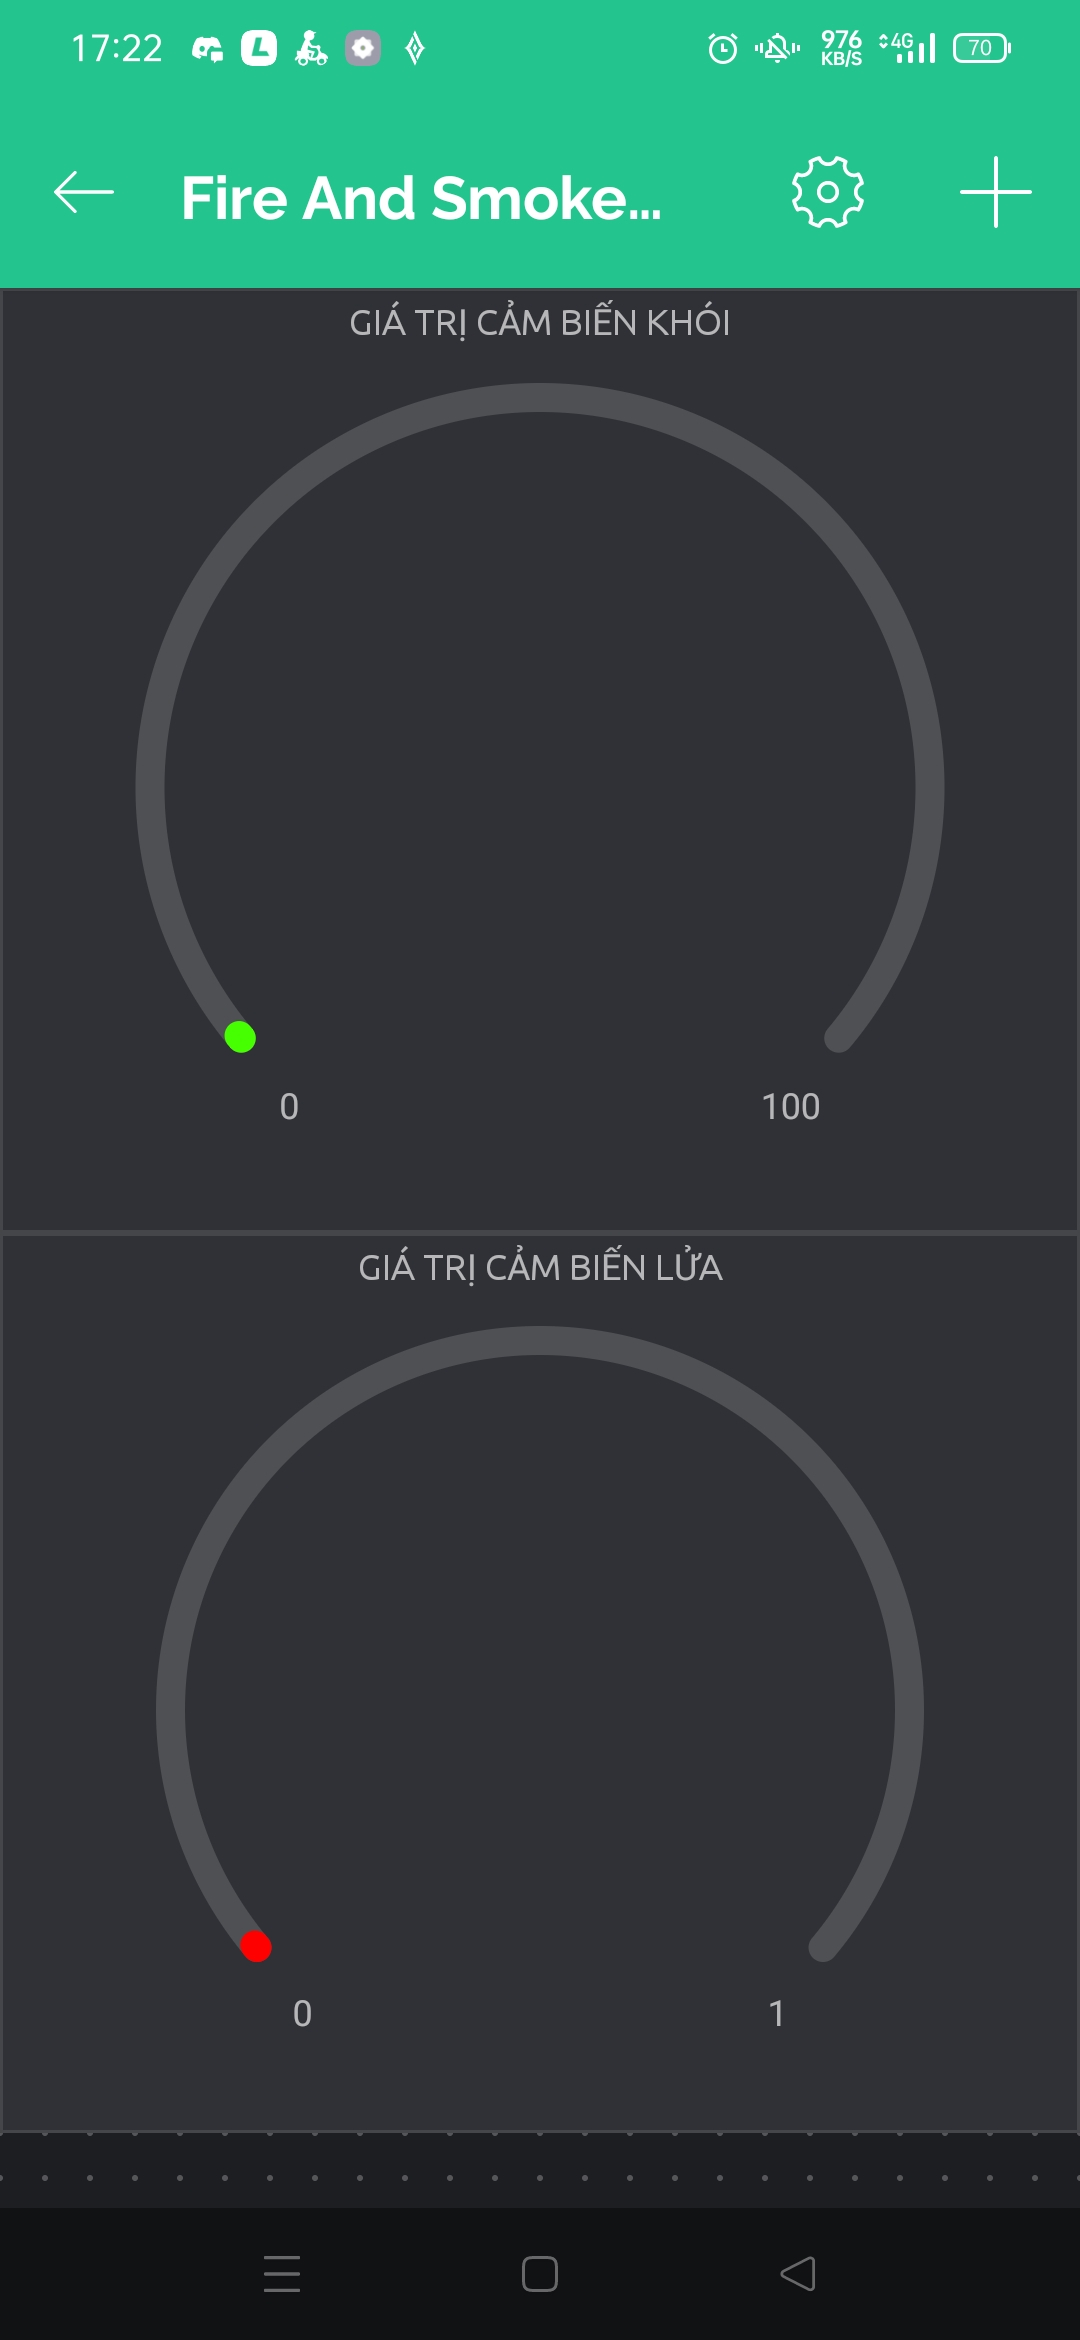 17:22 976 KB/S 4G 70
Fire And Smoke...
GIÁ TRỊ CẢM BIẾN KHÓI
0 100
GIÁ TRỊ CẢM BIẾN LỬA
0 1